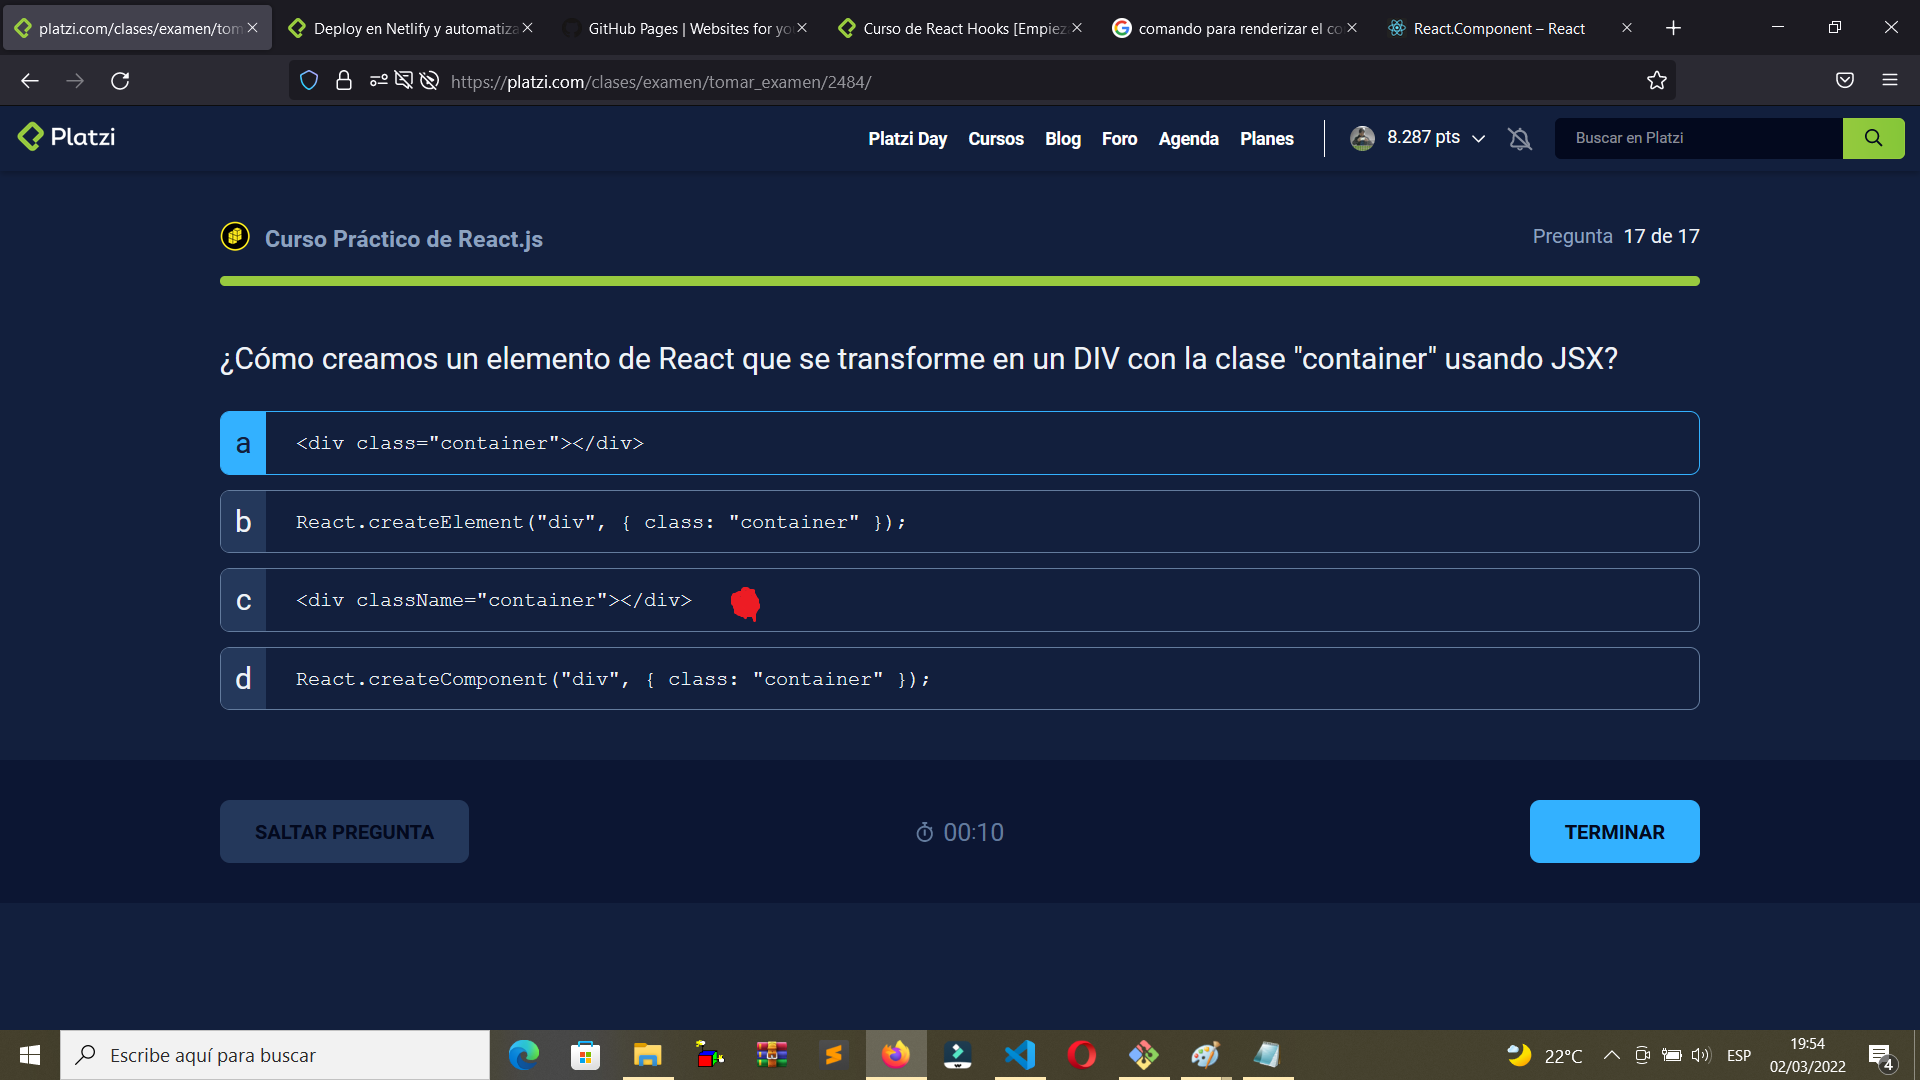 platzi.com/clases/examen/tom
Deploy en Netlify y automatiza
GitHub Pages | Websites for yo
Curso de React Hooks [Empiez
comando para renderizar el co
React.Component – React
https://platzi.com/clases/examen/tomar_examen/2484/
Platzi
Platzi Day
Cursos
Blog
Foro
Agenda
Planes
8.287 pts
Buscar en Platzi
Curso Práctico de React.js
Pregunta 17 de 17
¿Cómo creamos un elemento de React que se transforme en un DIV con la clase "container" usando JSX?
a <div class="container"></div>
b React.createElement("div", { class: "container" });
c <div className="container"></div>
d React.createComponent("div", { class: "container" });
SALTAR PREGUNTA
00:10
TERMINAR
Escribe aquí para buscar
22°C
ESP
19:54
02/03/2022
4